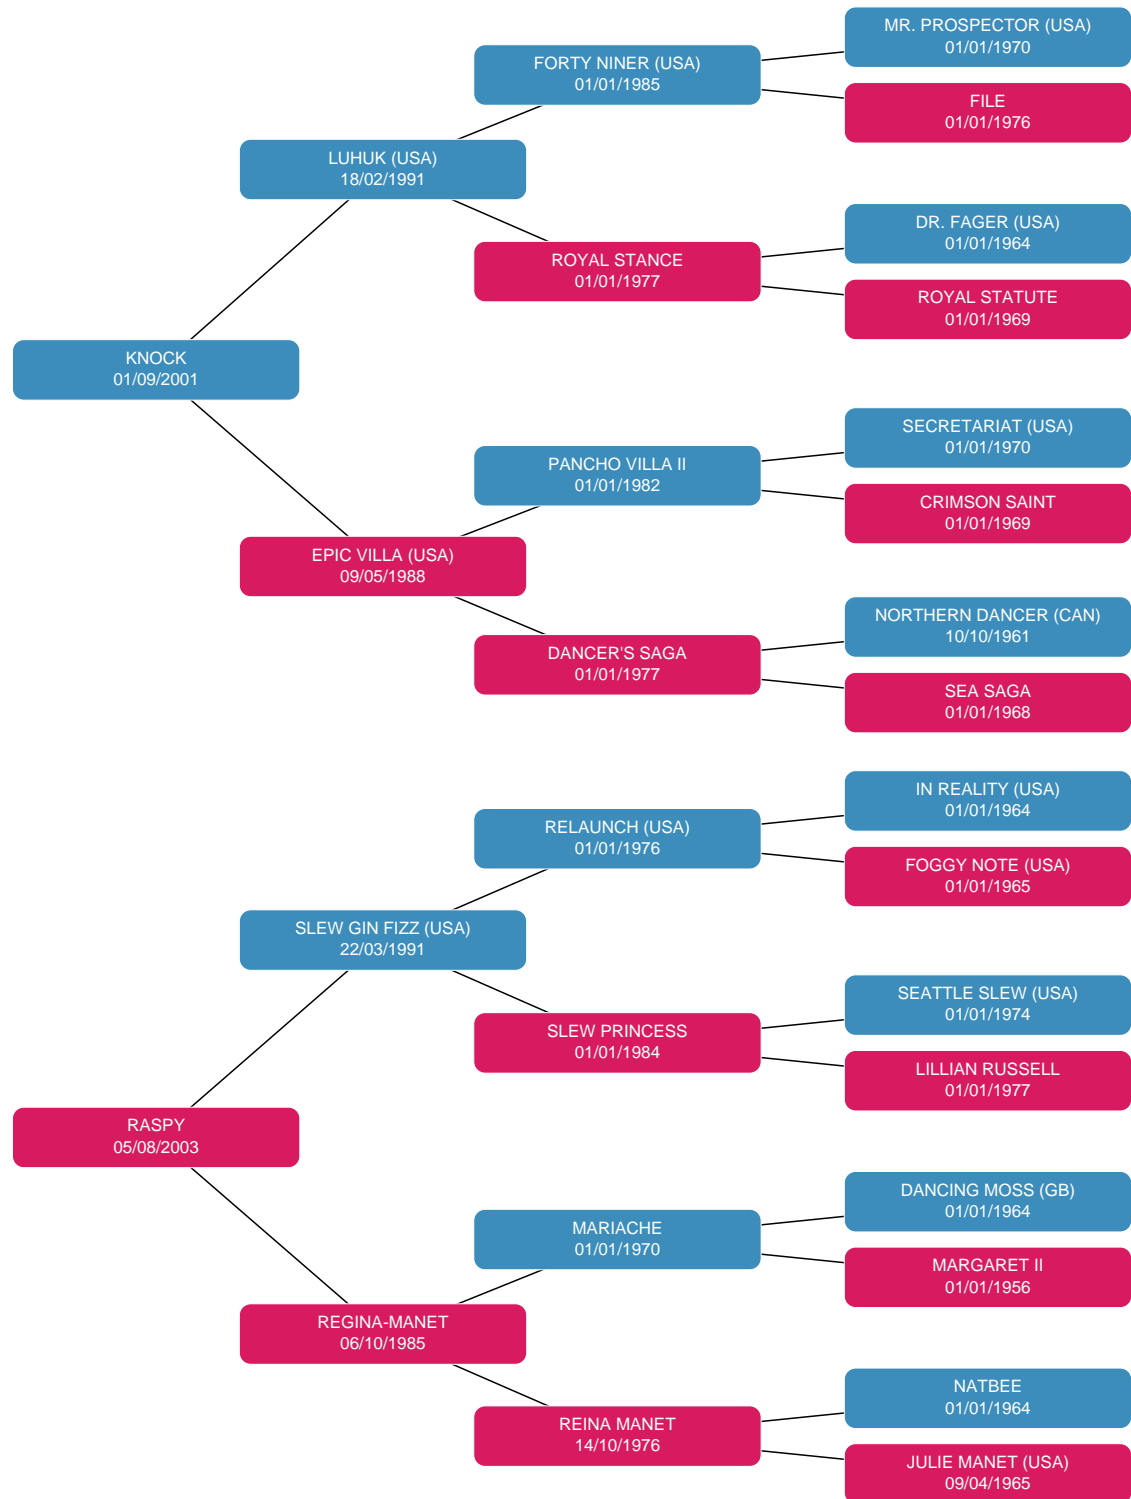 MR. PROSPECTOR (USA)
01/01/1970
FORTY NINER (USA)
01/01/1985
FILE
01/01/1976
LUHUK (USA)
18/02/1991
DR. FAGER (USA)
01/01/1964
ROYAL STANCE
01/01/1977
ROYAL STATUTE
01/01/1969
KNOCK
01/09/2001
SECRETARIAT (USA)
01/01/1970
PANCHO VILLA II
01/01/1982
CRIMSON SAINT
01/01/1969
EPIC VILLA (USA)
09/05/1988
NORTHERN DANCER (CAN)
10/10/1961
DANCER'S SAGA
01/01/1977
SEA SAGA
01/01/1968
IN REALITY (USA)
01/01/1964
RELAUNCH (USA)
01/01/1976
FOGGY NOTE (USA)
01/01/1965
SLEW GIN FIZZ (USA)
22/03/1991
SEATTLE SLEW (USA)
01/01/1974
SLEW PRINCESS
01/01/1984
LILLIAN RUSSELL
01/01/1977
RASPY
05/08/2003
DANCING MOSS (GB)
01/01/1964
MARIACHE
01/01/1970
MARGARET II
01/01/1956
REGINA-MANET
06/10/1985
NATBEE
01/01/1964
REINA MANET
14/10/1976
JULIE MANET (USA)
09/04/1965